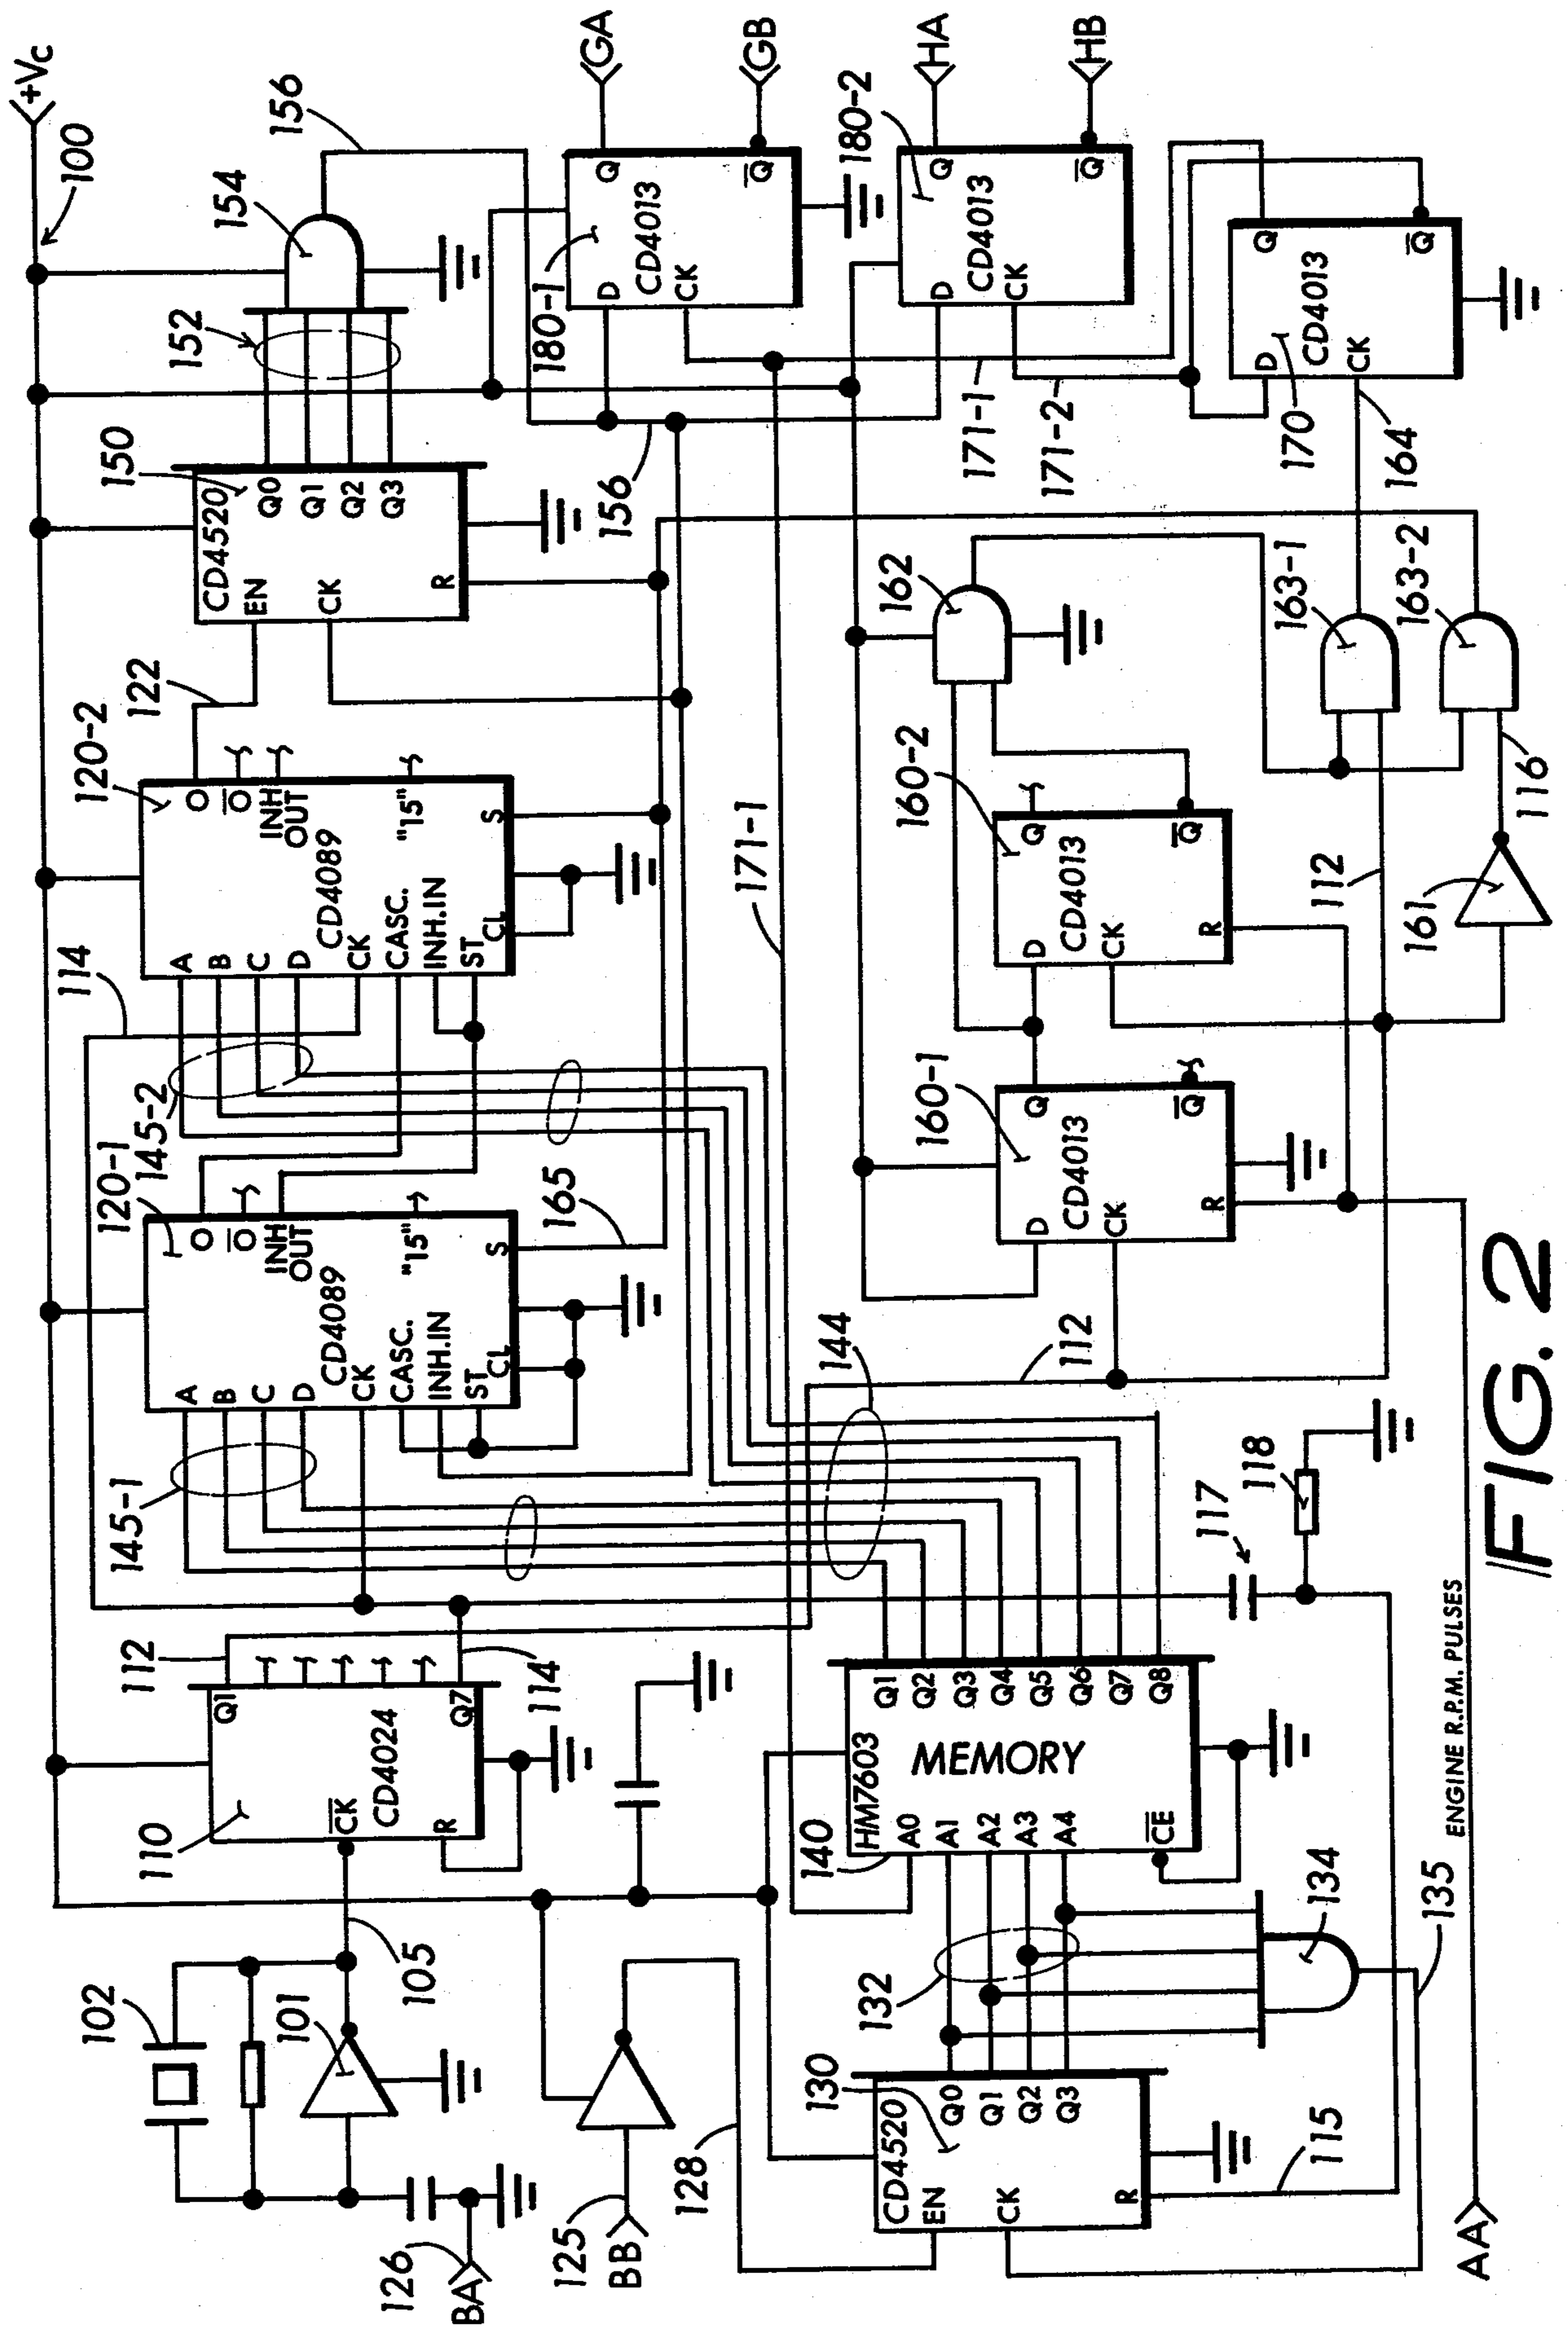 +Vc
100
102
101
105
126
BA
125
BB
128
110
CK
CD4024
R
Q1
Q7
112
114
145-1
120-1
A
B
C
D
CK
CASC.
INH.IN
ST
CL
S
CD4089
O
O
INH
OUT
"15"
165
145-2
114
120-2
A
B
C
D
CK
CASC.
INH.IN
ST
CL
S
CD4089
O
O
INH
OUT
"15"
122
150
CD4520
EN
CK
R
Q0
Q1
Q2
Q3
152
154
156
156
180-1
D
CD4013
CK
Q
Q
GA
GB
180-2
D
CD4013
CK
Q
Q
HA
HB
171-1
171-2
170
D
CD4013
CK
Q
Q
164
130
CD4520
EN
CK
R
Q0
Q1
Q2
Q3
132
134
135
115
140
HM7603
MEMORY
A0
A1
A2
A3
A4
CE
Q1
Q2
Q3
Q4
Q5
Q6
Q7
Q8
144
117
118
112
171-1
160-1
D
CD4013
CK
R
Q
Q
160-2
D
CD4013
CK
R
Q
Q
162
163-1
163-2
112
161
116
AA
ENGINE R.P.M. PULSES
FIG. 2